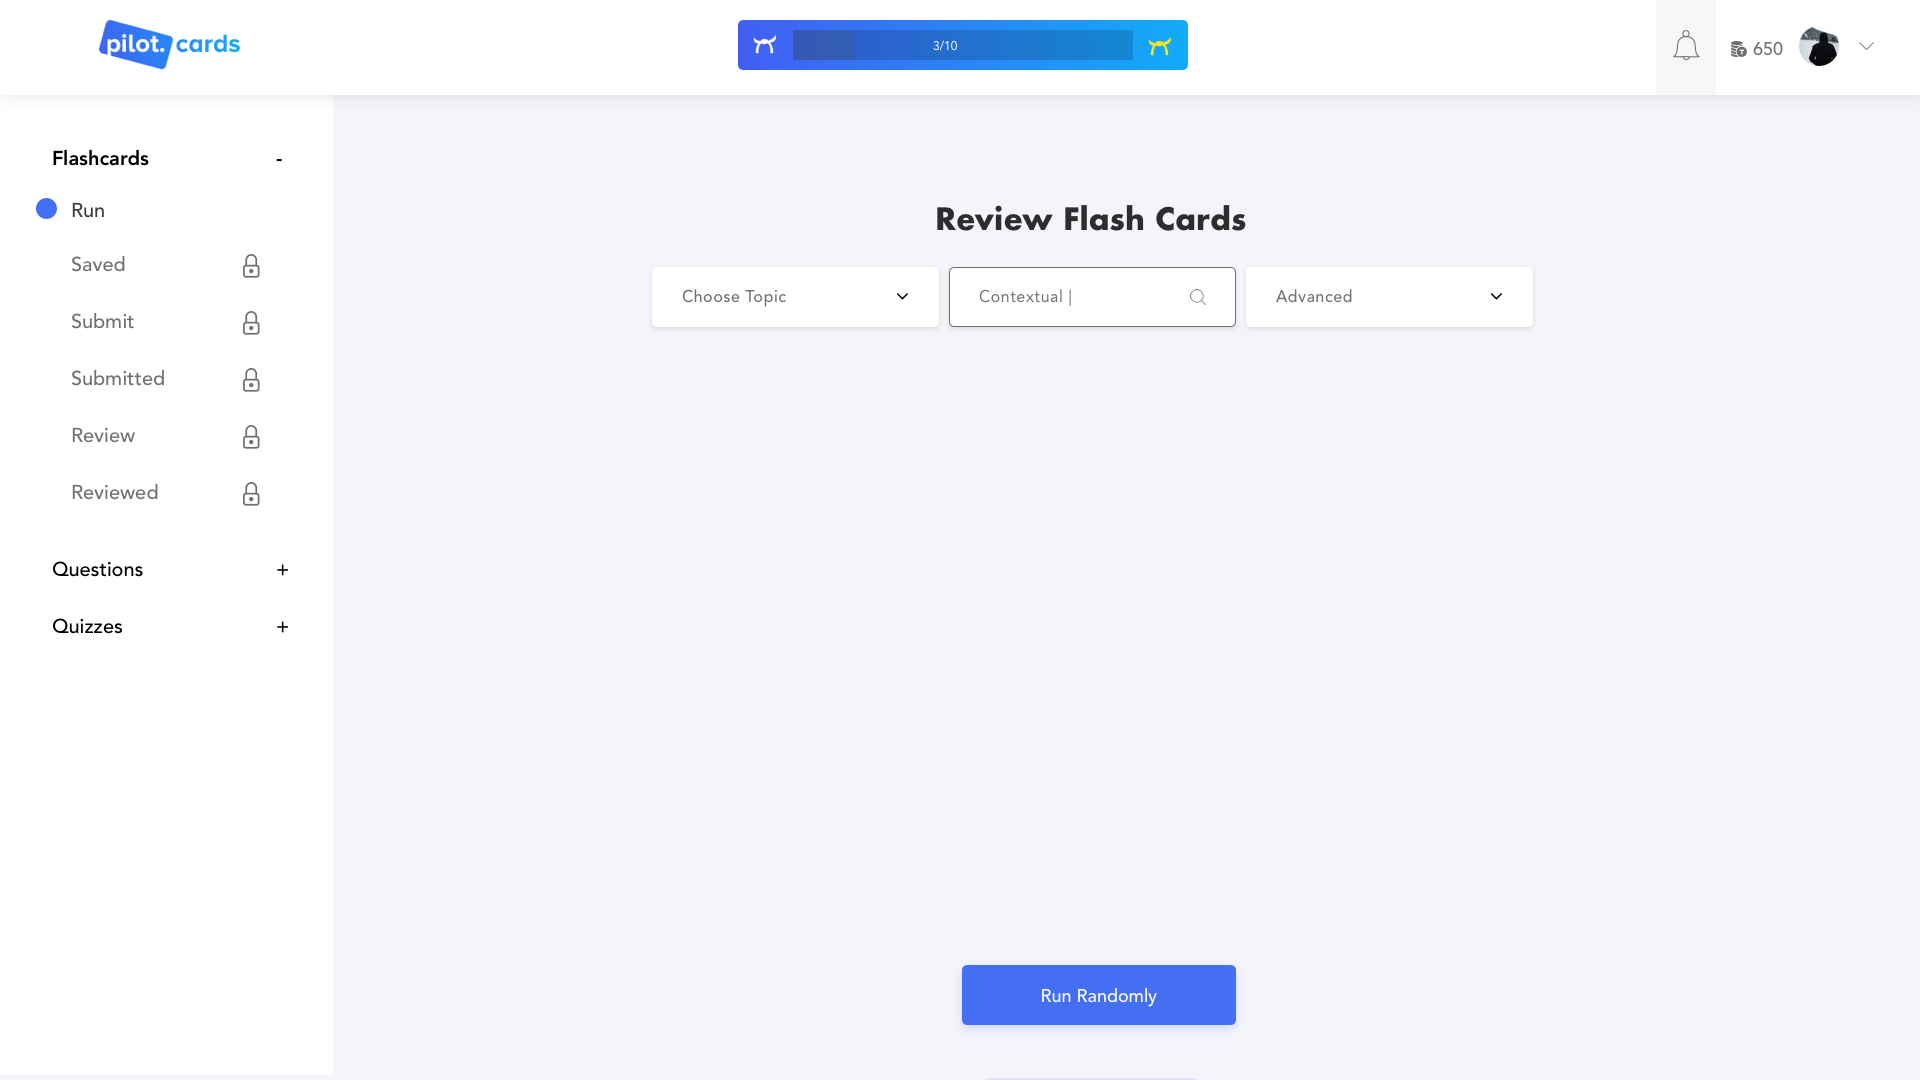 pilot. cards
3/10
650
Flashcards -
Run
Saved
Submit
Submitted
Review
Reviewed
Questions +
Quizzes +
Review Flash Cards
Choose Topic
Contextual |
Advanced
Run Randomly